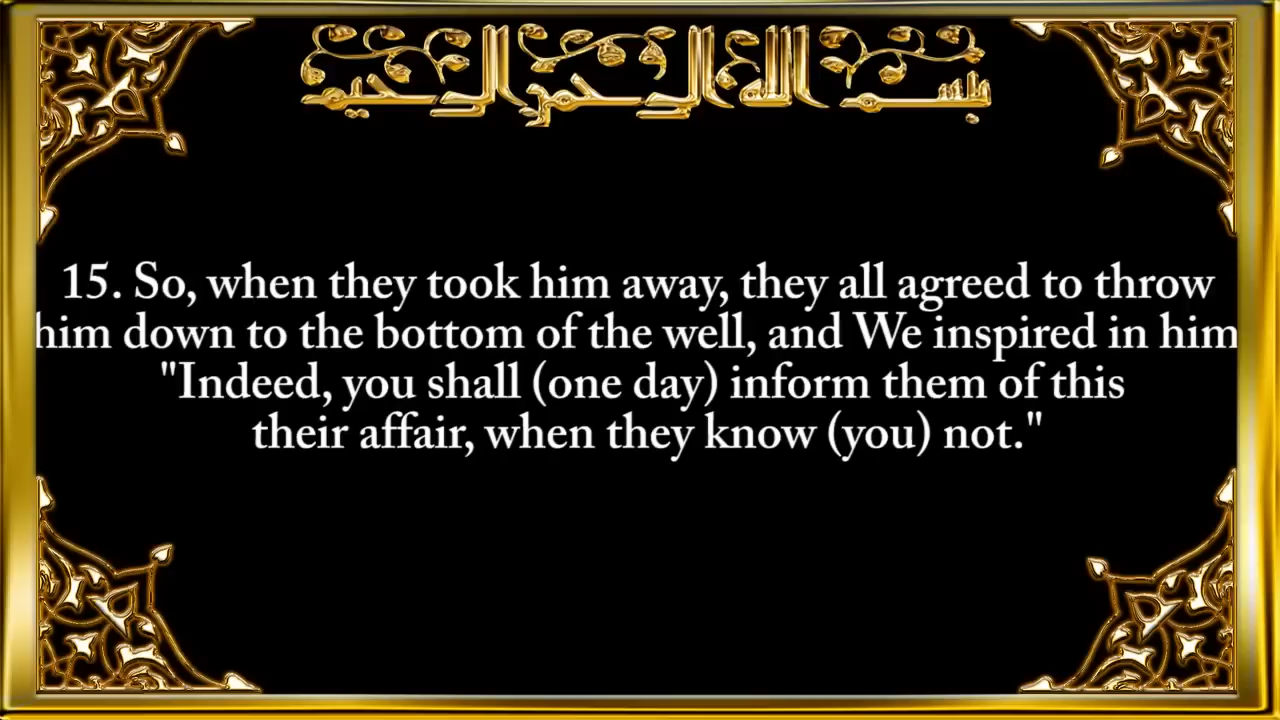 بسم الله الرحمن الرحيم
15. So, when they took him away, they all agreed to throw
him down to the bottom of the well, and We inspired in him
"Indeed, you shall (one day) inform them of this
their affair, when they know (you) not."